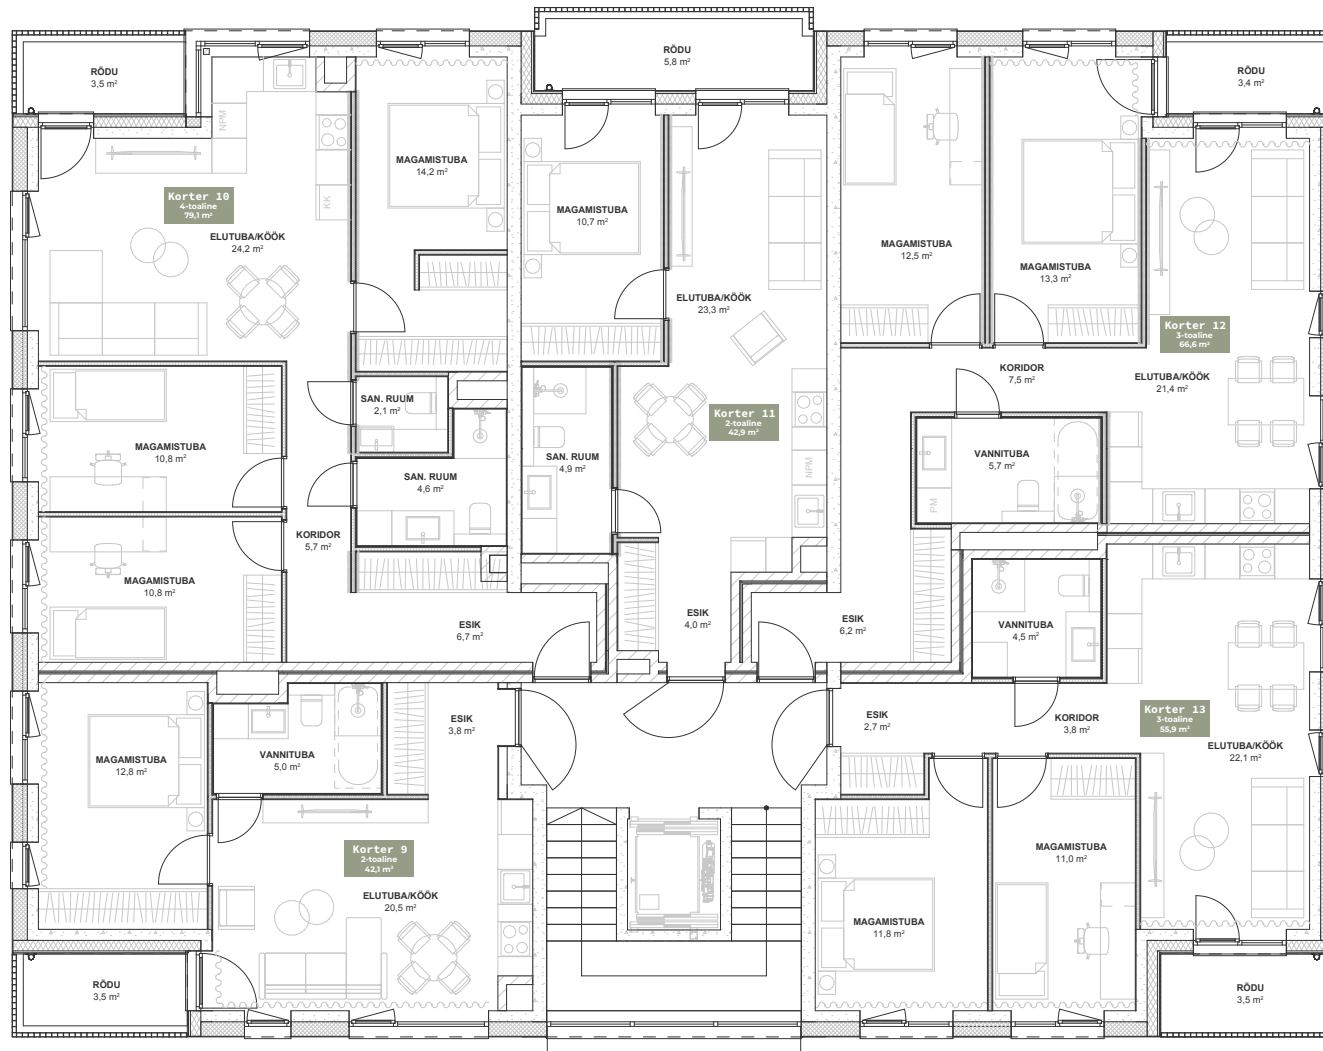 RÕDU
3,5 m²
RÕDU
5,8 m²
RÕDU
3,4 m²
NPM
KK
Korter 10
4-toaline
79,1 m²
ELUTUBA/KÖÖK
24,2 m²
MAGAMISTUBA
14,2 m²
MAGAMISTUBA
10,7 m²
ELUTUBA/KÖÖK
23,3 m²
MAGAMISTUBA
12,5 m²
MAGAMISTUBA
13,3 m²
Korter 12
3-toaline
66,6 m²
ELUTUBA/KÖÖK
21,4 m²
KORIDOR
7,5 m²
SAN. RUUM
2,1 m²
Korter 11
2-toaline
42,9 m²
MAGAMISTUBA
10,8 m²
SAN. RUUM
4,6 m²
SAN. RUUM
4,9 m²
NPM
VANNITUBA
5,7 m²
PM
KORIDOR
5,7 m²
MAGAMISTUBA
10,8 m²
ESIK
6,7 m²
ESIK
4,0 m²
ESIK
6,2 m²
VANNITUBA
4,5 m²
ESIK
3,8 m²
ESIK
2,7 m²
KORIDOR
3,8 m²
Korter 13
3-toaline
55,9 m²
ELUTUBA/KÖÖK
22,1 m²
MAGAMISTUBA
12,8 m²
VANNITUBA
5,0 m²
Korter 9
2-toaline
42,1 m²
ELUTUBA/KÖÖK
20,5 m²
MAGAMISTUBA
11,0 m²
MAGAMISTUBA
11,8 m²
RÕDU
3,5 m²
RÕDU
3,5 m²